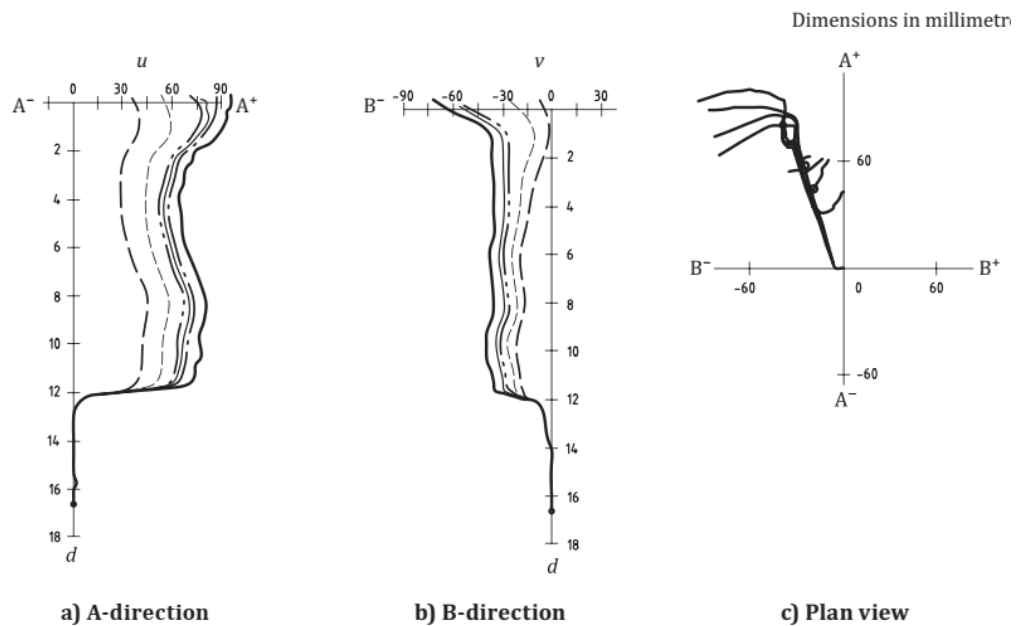 Dimensions in millimetre
u
A⁻ 0 30 60 90 A⁺
2
4
6
8
10
12
14
16
18
d
a) A-direction
v
B⁻ -90 -60 -30 0 30
2
4
6
8
10
12
14
16
18
d
b) B-direction
A⁺
60
B⁻ B⁺
-60 0 60
-60
A⁻
c) Plan view